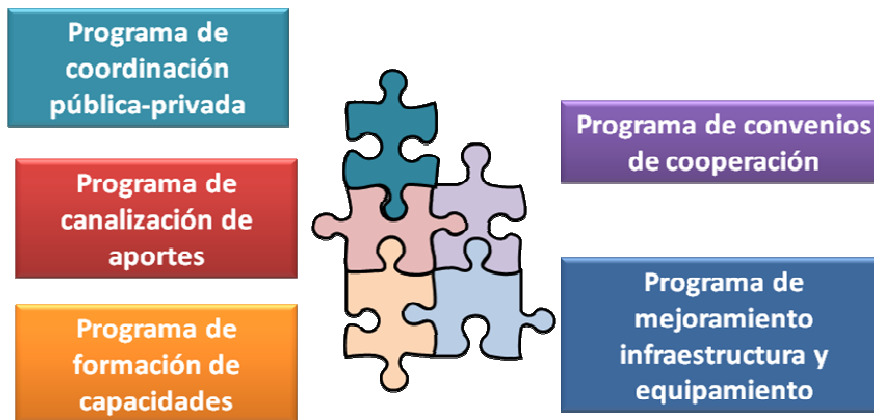 Programa de
coordinación
pública-privada
Programa de
canalización de
aportes
Programa de
formación de
capacidades
Programa de convenios
de cooperación
Programa de
mejoramiento
infraestructura y
equipamiento